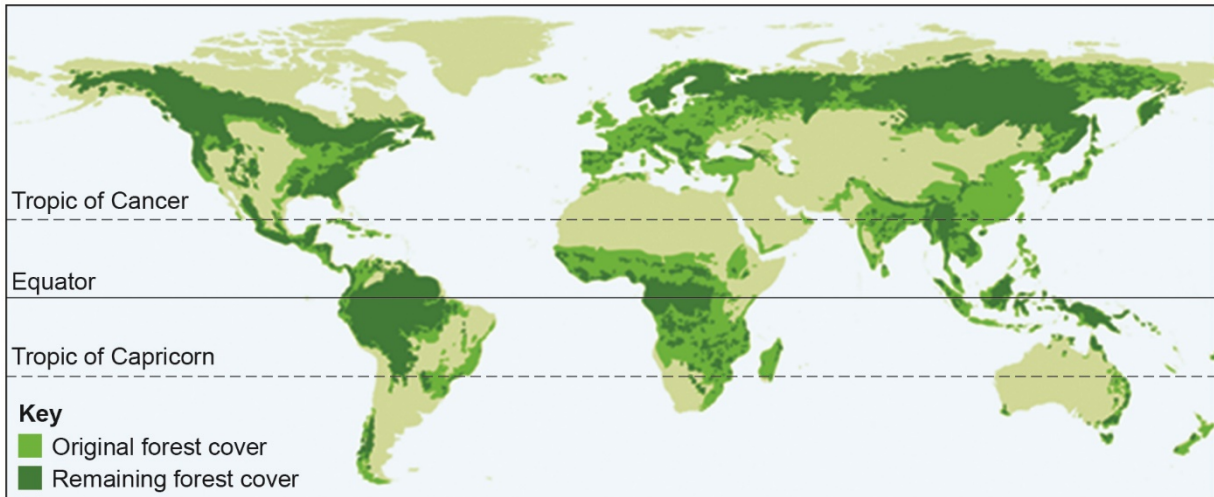 Tropic of Cancer
Equator
Tropic of Capricorn
Key
Original forest cover
Remaining forest cover